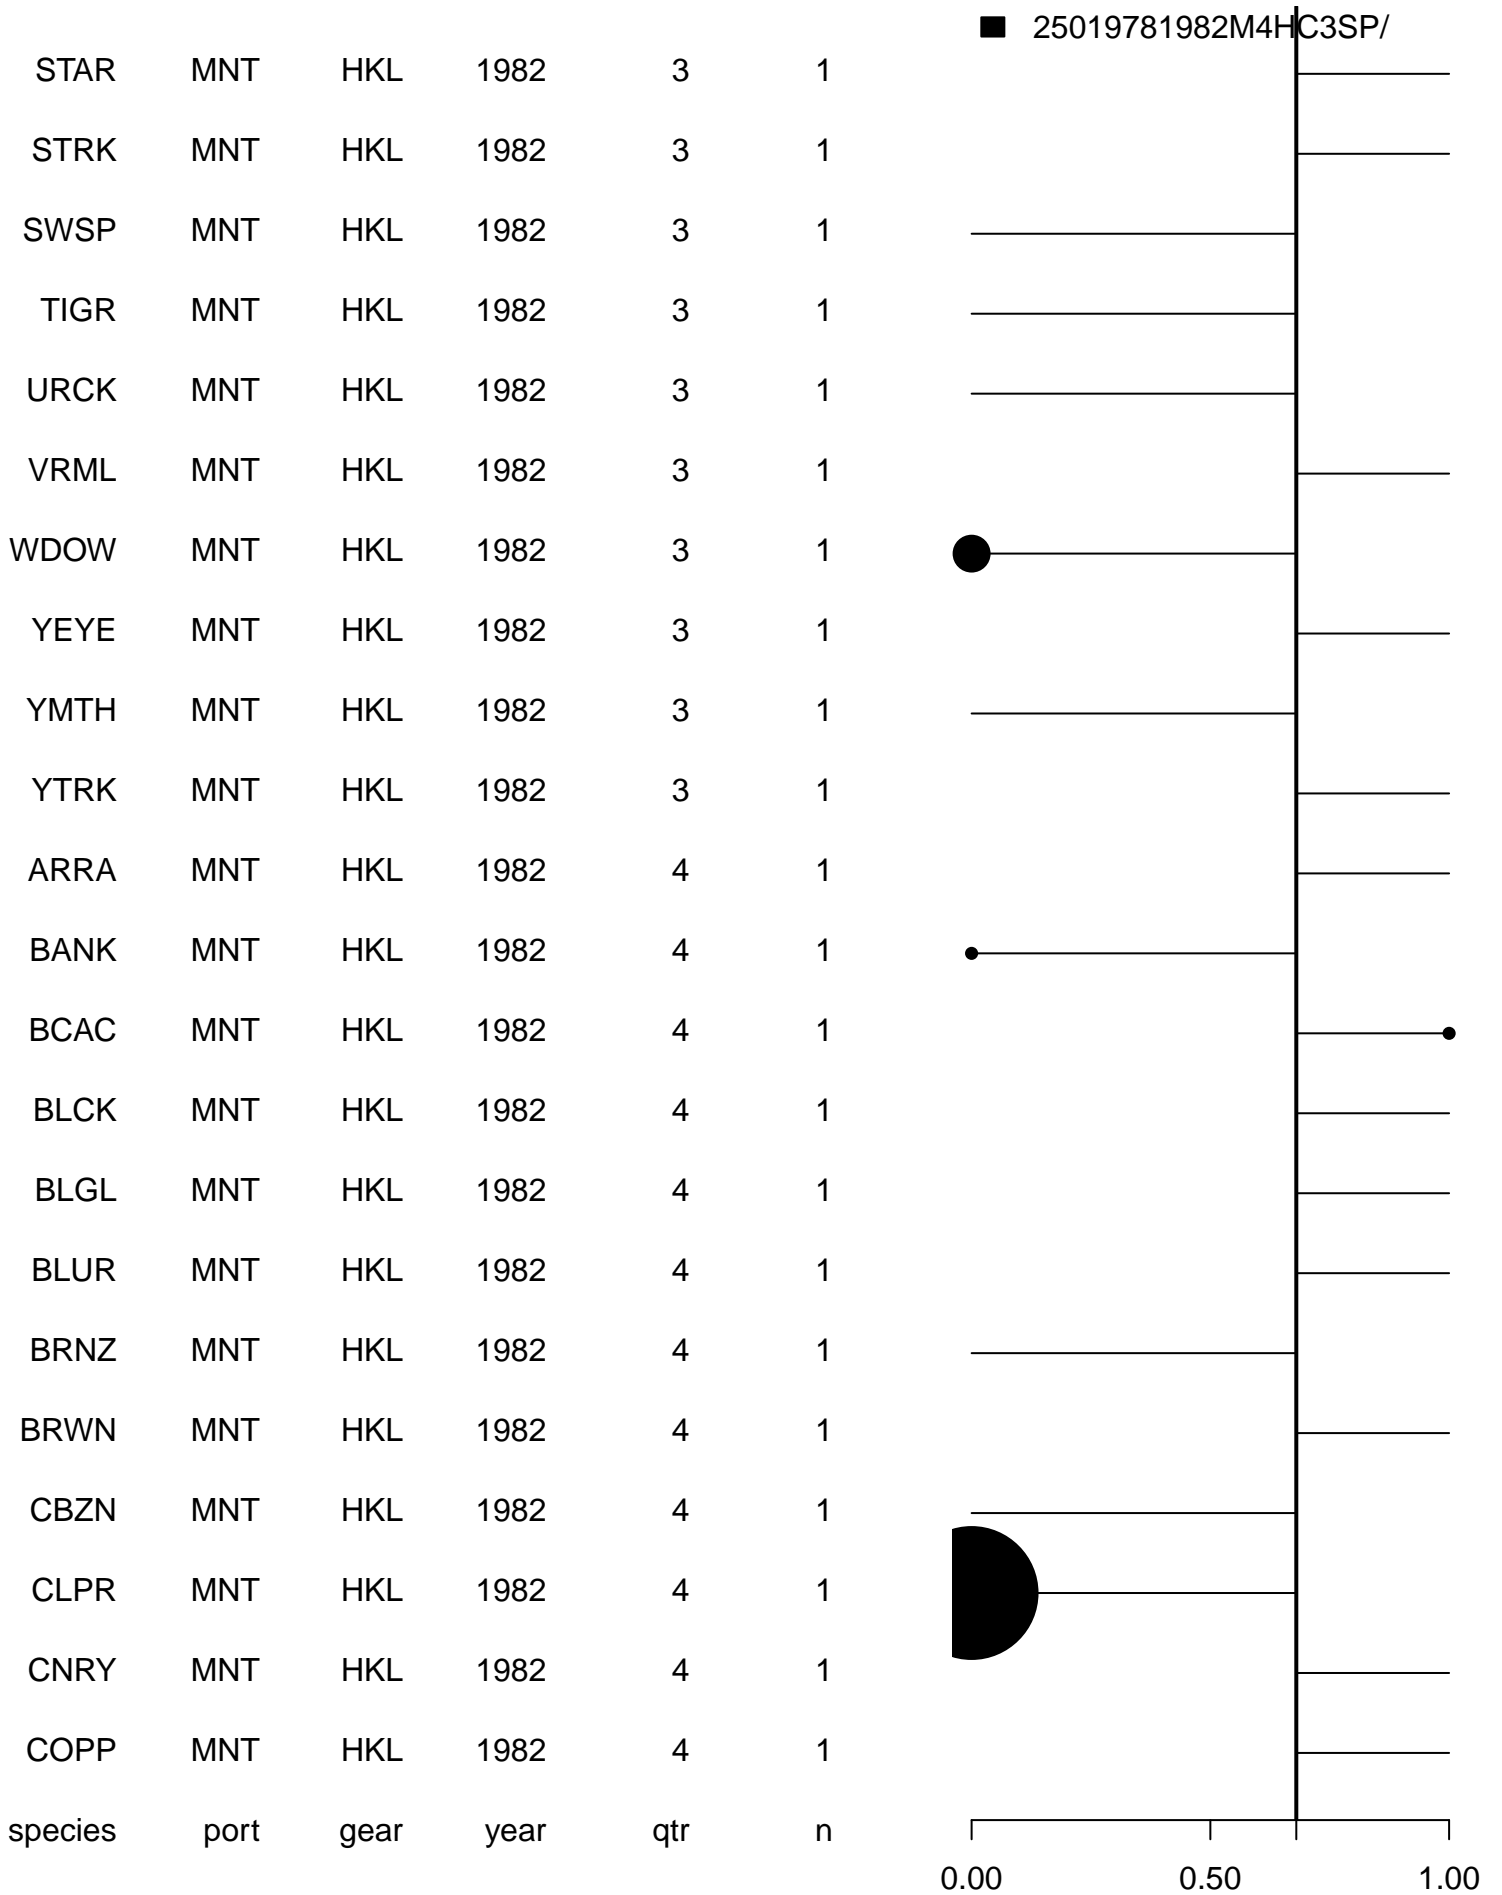 25019781982M4HC3SP/
STAR MNT HKL 1982 3 1
STRK MNT HKL 1982 3 1
SWSP MNT HKL 1982 3 1
TIGR MNT HKL 1982 3 1
URCK MNT HKL 1982 3 1
VRML MNT HKL 1982 3 1
WDOW MNT HKL 1982 3 1
YEYE MNT HKL 1982 3 1
YMTH MNT HKL 1982 3 1
YTRK MNT HKL 1982 3 1
ARRA MNT HKL 1982 4 1
BANK MNT HKL 1982 4 1
BCAC MNT HKL 1982 4 1
BLCK MNT HKL 1982 4 1
BLGL MNT HKL 1982 4 1
BLUR MNT HKL 1982 4 1
BRNZ MNT HKL 1982 4 1
BRWN MNT HKL 1982 4 1
CBZN MNT HKL 1982 4 1
CLPR MNT HKL 1982 4 1
CNRY MNT HKL 1982 4 1
COPP MNT HKL 1982 4 1
species port gear year qtr n
0.00 0.50 1.00